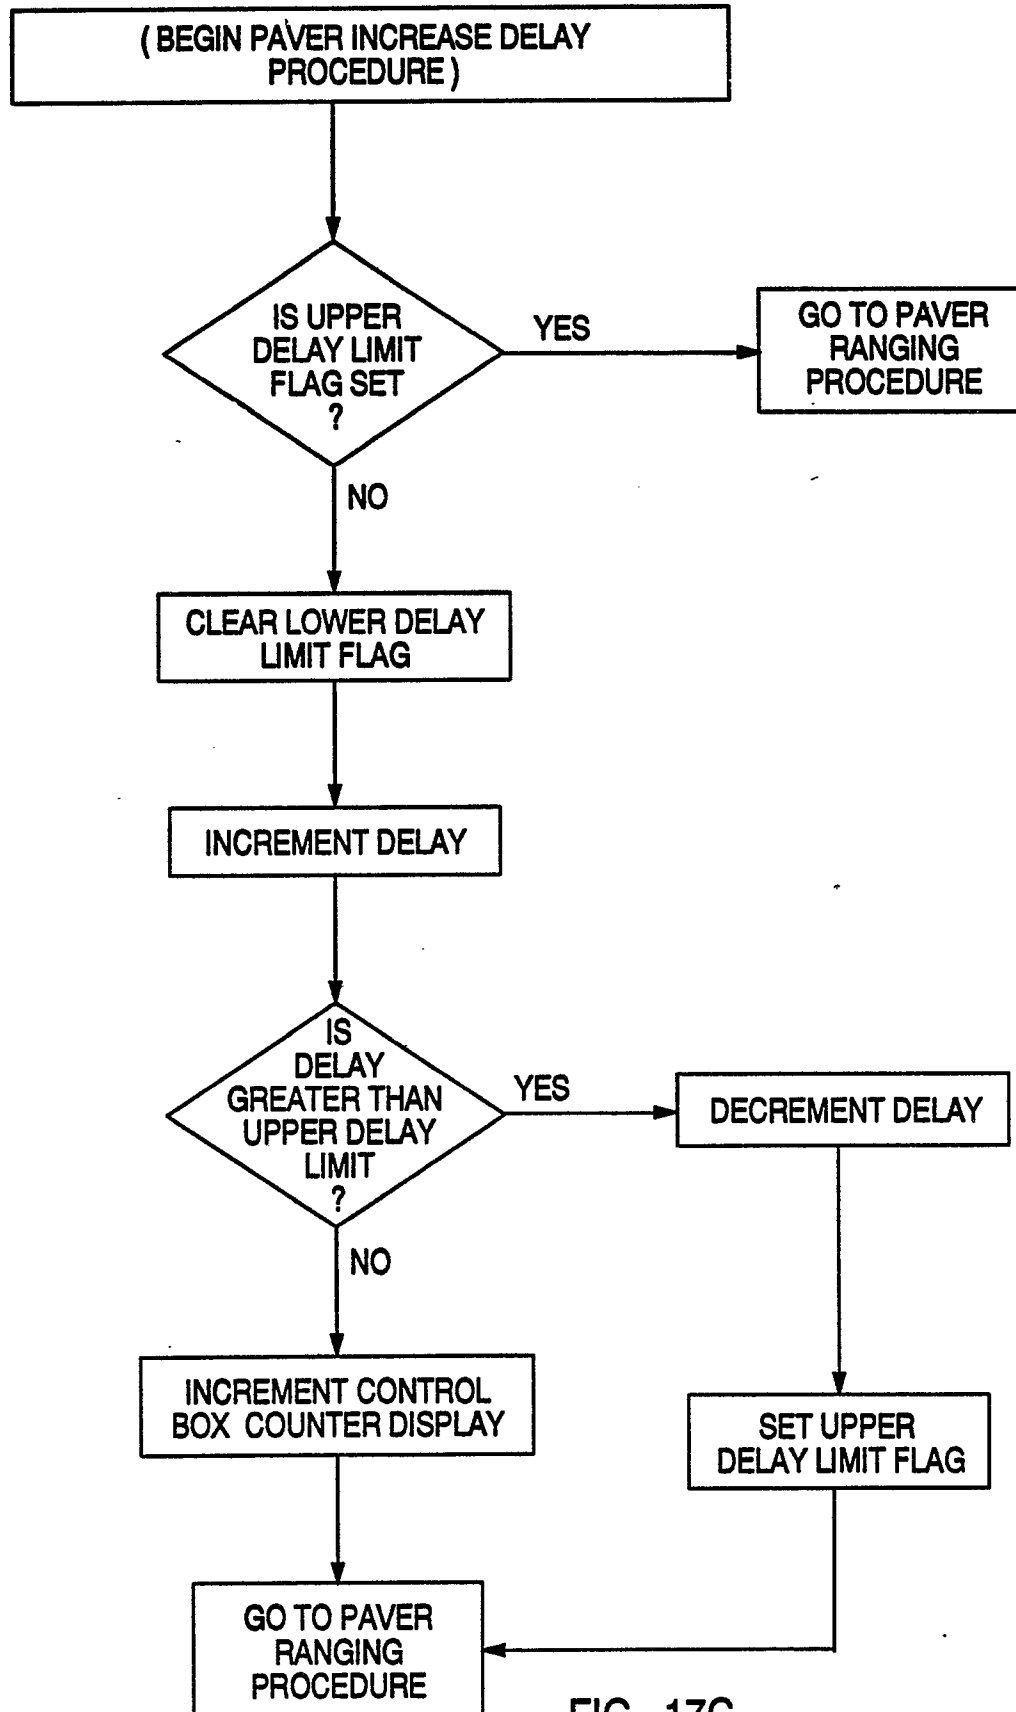 ( BEGIN PAVER INCREASE DELAY
PROCEDURE )
IS UPPER
DELAY LIMIT
FLAG SET
?
YES
GO TO PAVER
RANGING
PROCEDURE
NO
CLEAR LOWER DELAY
LIMIT FLAG
INCREMENT DELAY
IS
DELAY
GREATER THAN
UPPER DELAY
LIMIT
?
YES
DECREMENT DELAY
NO
INCREMENT CONTROL
BOX COUNTER DISPLAY
SET UPPER
DELAY LIMIT FLAG
GO TO PAVER
RANGING
PROCEDURE